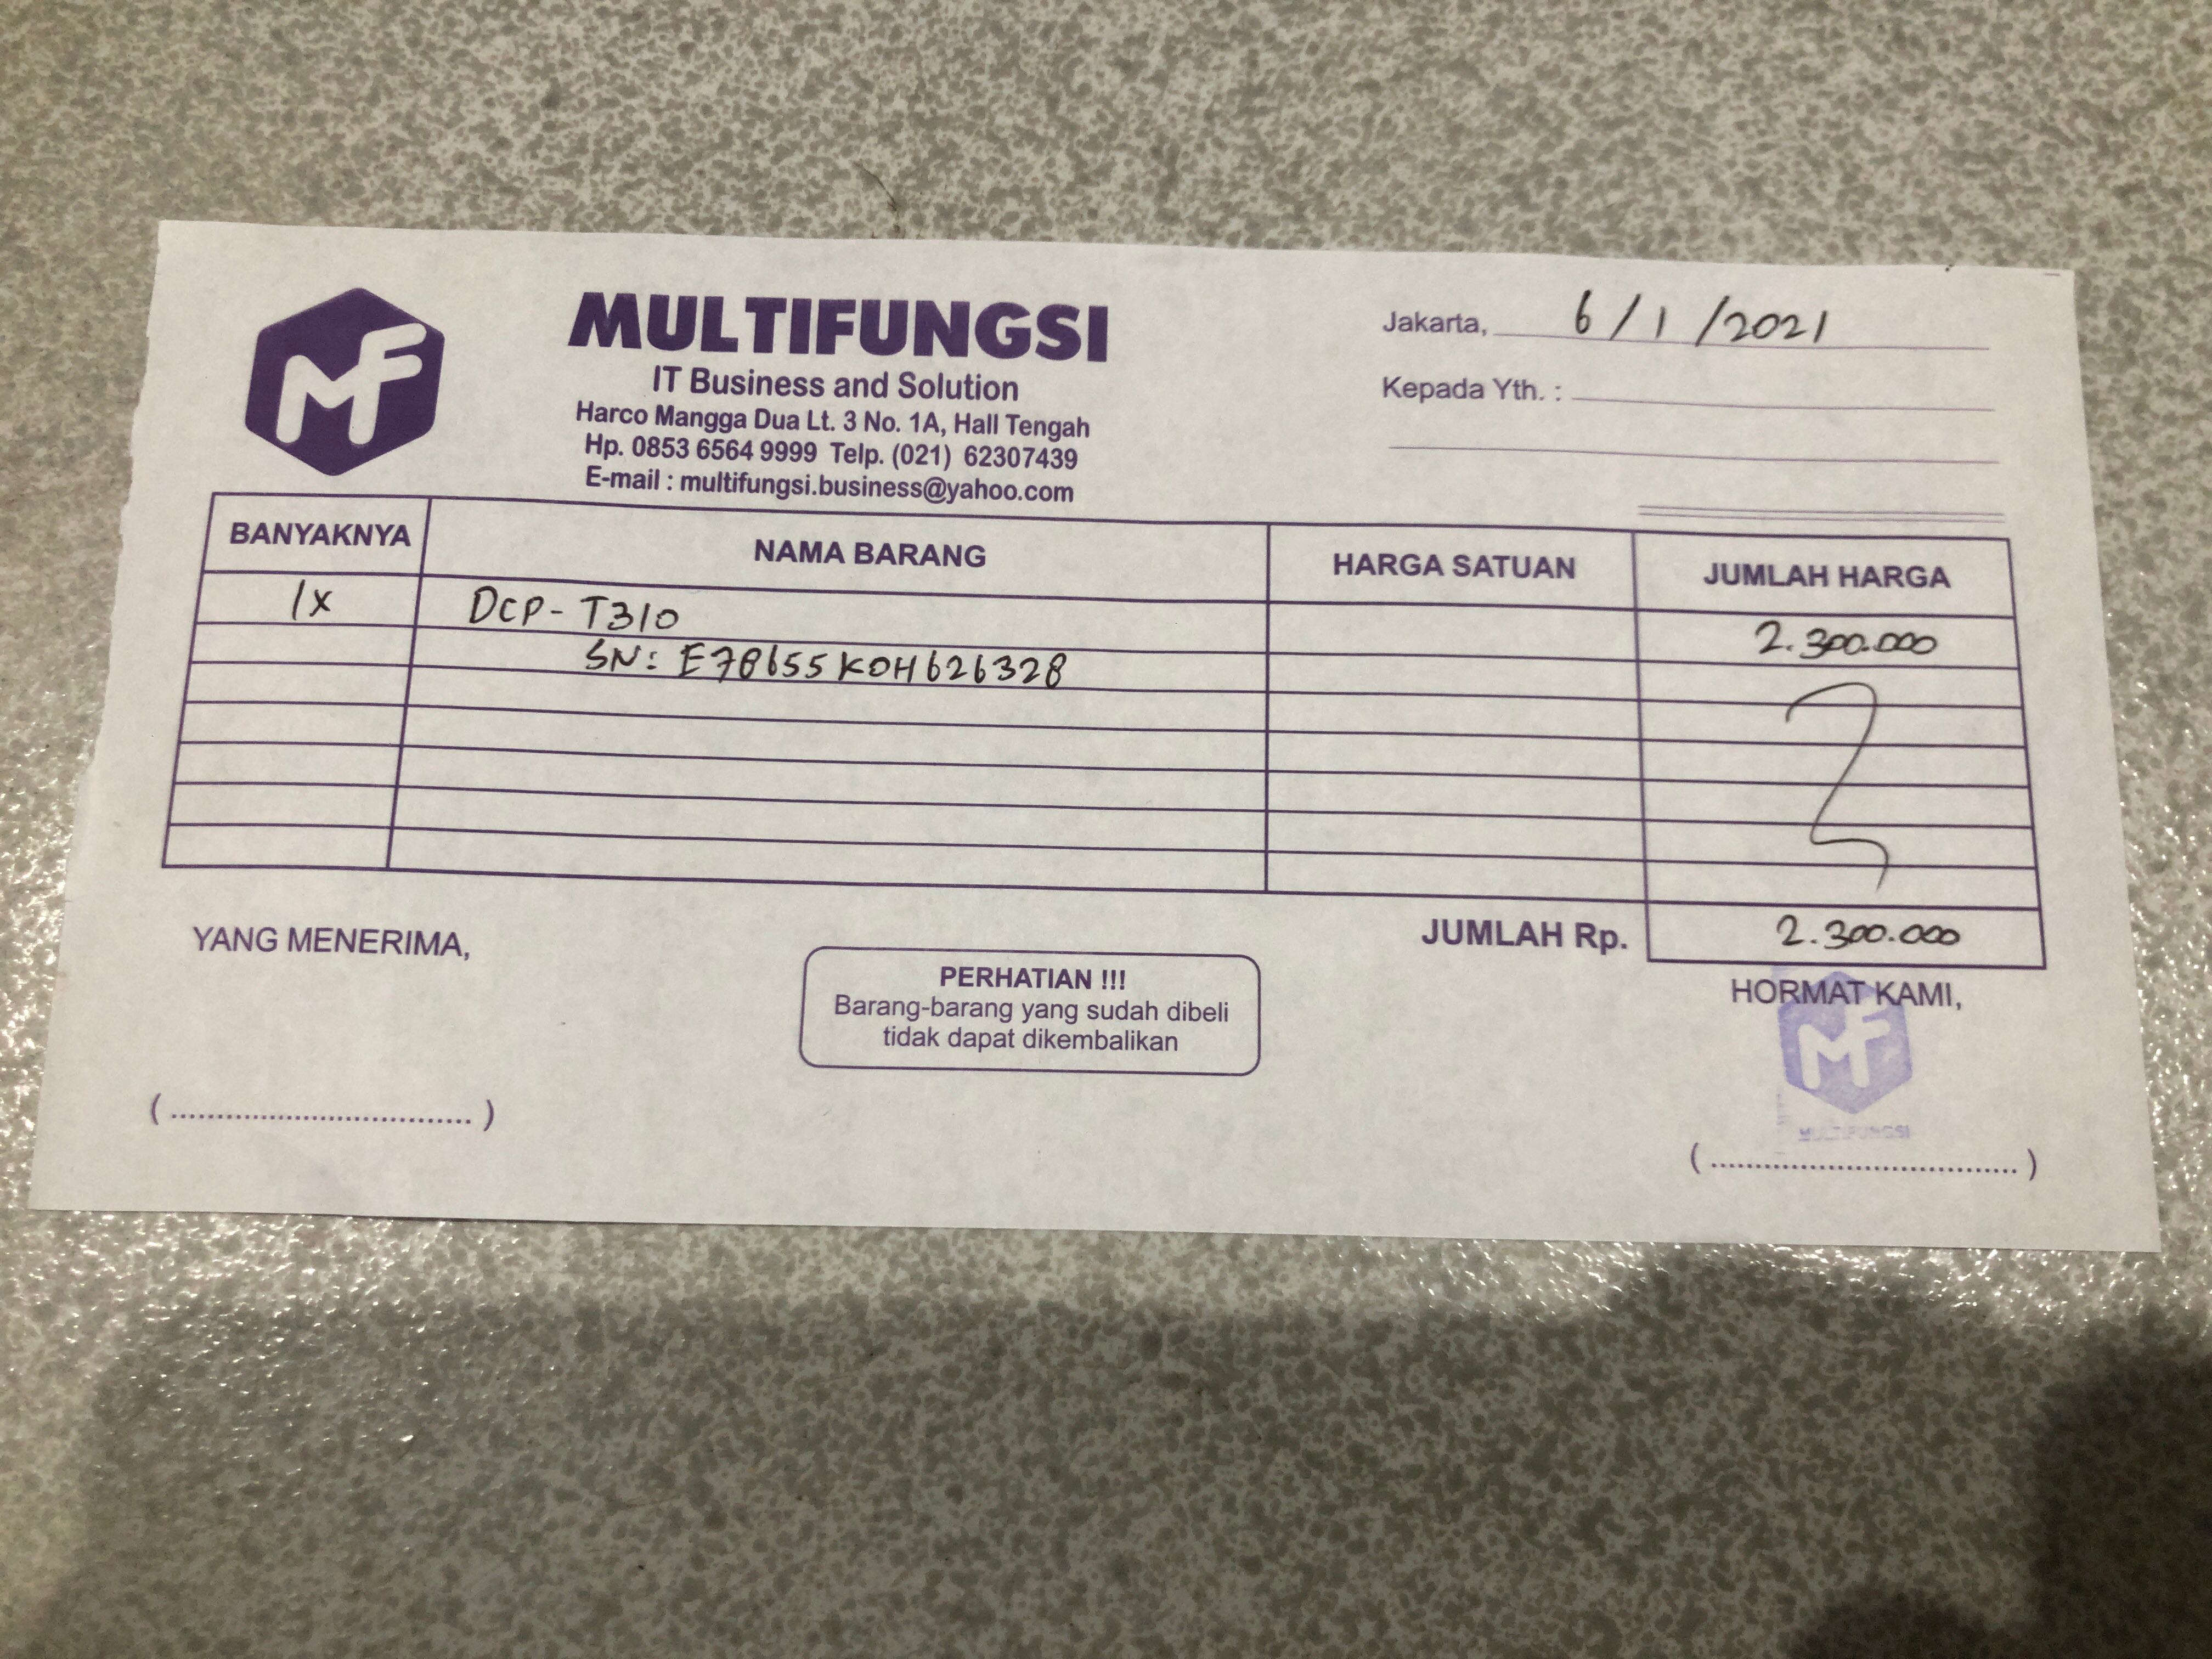 MF
MULTIFUNGSI
IT Business and Solution
Harco Mangga Dua Lt. 3 No. 1A, Hall Tengah
Hp. 0853 6564 9999 Telp. (021) 62307439
E-mail : multifungsi.business@yahoo.com
Jakarta, 6/1/2021
Kepada Yth. :
BANYAKNYA NAMA BARANG HARGA SATUAN JUMLAH HARGA
1x DCP-T310 2.300.000
SN: E78655K0H626328
JUMLAH Rp. 2.300.000
YANG MENERIMA,
PERHATIAN !!!
Barang-barang yang sudah dibeli
tidak dapat dikembalikan
HORMAT KAMI,
MF
MULTIFUNGSI
(..................................)
(..................................)